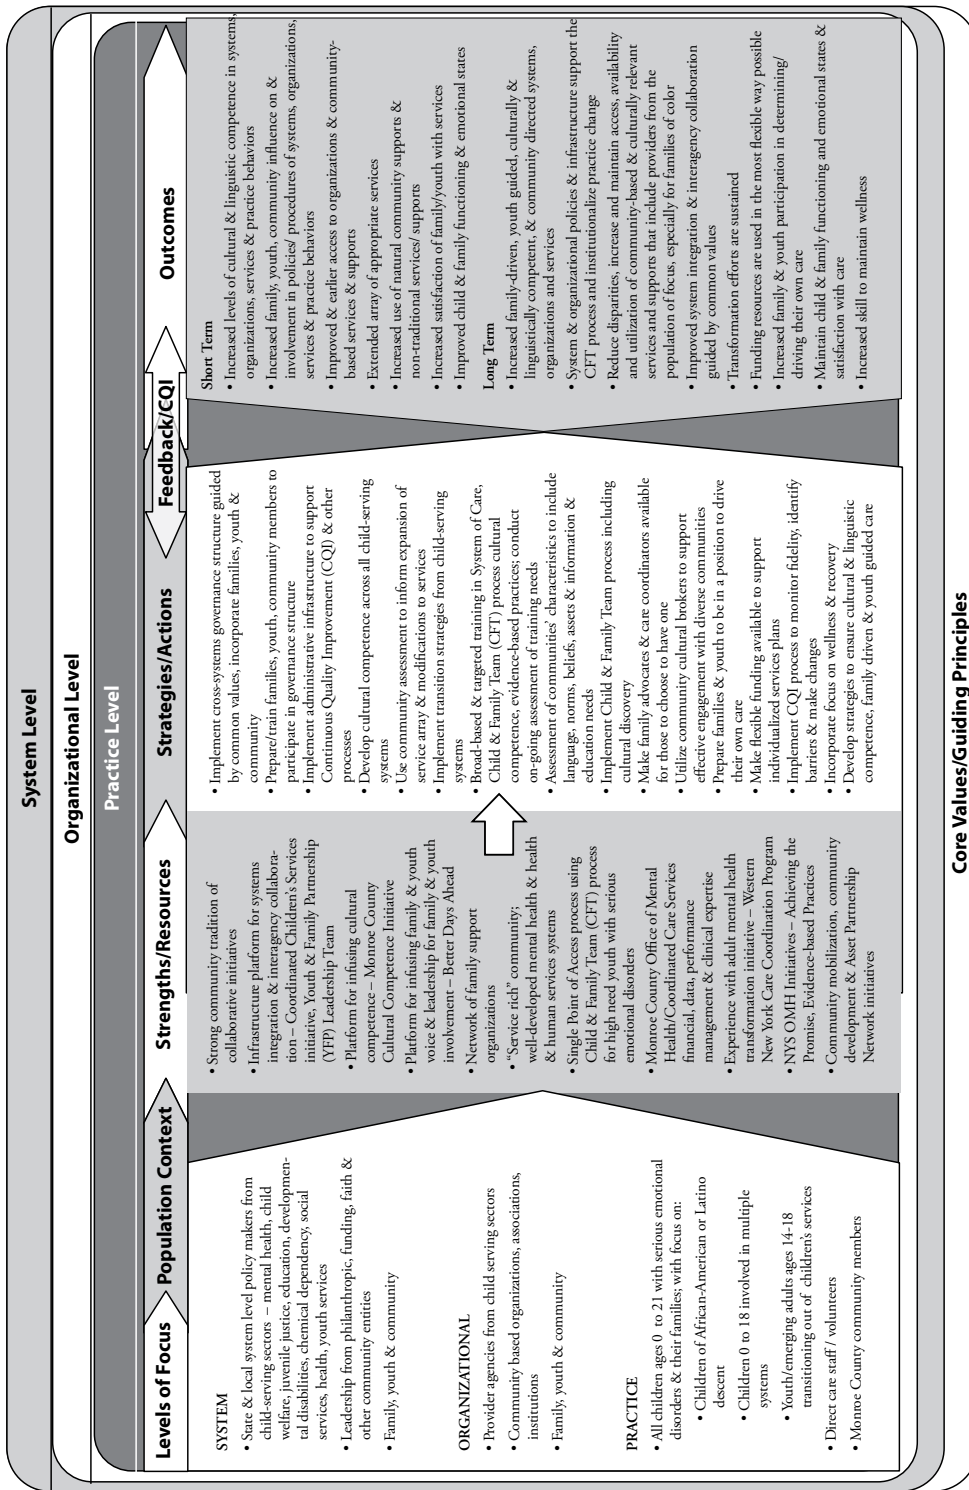 System Level
Organizational Level
Practice Level
Levels of Focus
Population Context
Strengths/Resources
Strategies/Actions
Feedback/CQI
Outcomes
SYSTEM
• State & local system level policy makers from
child-serving sectors – mental health, child
welfare, juvenile justice, education, developmen-
tal disabilities, chemical dependency, social
services, health, youth services
• Leadership from philanthropic, funding, faith &
other community entities
• Family, youth & community
ORGANIZATIONAL
• Provider agencies from child serving sectors
• Community based organizations, associations,
institutions
• Family, youth & community
PRACTICE
• All children ages 0 to 21 with serious emotional
disorders & their families; with focus on:
• Children of African-American or Latino
descent
• Children 0 to 18 involved in multiple
systems
• Youth/emerging adults ages 14-18
transitioning out of children's services
• Direct care staff / volunteers
• Monroe County community members
• Strong community tradition of
collaborative initiatives
• Infrastructure platform for systems
integration & interagency collabora-
tion – Coordinated Children's Services
initiative, Youth & Family Partnership
(YFP) Leadership Team
• Platform for infusing cultural
competence – Monroe County
Cultural Competence Initiative
• Platform for infusing family & youth
voice & leadership for family & youth
involvement – Better Days Ahead
• Network of family support
organizations
• "Service rich" community;
well-developed mental health & health
& human services systems
• Single Point of Access process using
Child & Family Team (CFT) process
for high need youth with serious
emotional disorders
• Monroe County Office of Mental
Health/Coordinated Care Services
financial, data, performance
management & clinical expertise
• Experience with adult mental health
transformation initiative – Western
New York Care Coordination Program
• NYS OMH Initiatives – Achieving the
Promise, Evidence-based Practices
• Community mobilization, community
development & Asset Partnership
Network initiatives
• Implement cross-systems governance structure guided
by common values, incorporate families, youth &
community
• Prepare/train families, youth, community members to
participate in governance structure
• Implement administrative infrastructure to support
Continuous Quality Improvement (CQI) & other
processes
• Develop cultural competence across all child-serving
systems
• Use community assessment to inform expansion of
service array & modifications to services
• Implement transition strategies from child-serving
systems
• Broad-based & targeted training in System of Care,
Child & Family Team (CFT) process cultural
competence, evidence-based practices; conduct
on-going assessment of training needs
• Assessment of communities' characteristics to include
language, norms, beliefs, assets & information &
education needs
• Implement Child & Family Team process including
cultural discovery
• Make family advocates & care coordinators available
for those to choose to have one
• Utilize community cultural brokers to support
effective engagement with diverse communities
• Prepare families & youth to be in a position to drive
their own care
• Make flexible funding available to support
individualized services plans
• Implement CQI process to monitor fidelity, identify
barriers & make changes
• Incorporate focus on wellness & recovery
• Develop strategies to ensure cultural & linguistic
competence, family driven & youth guided care
Short Term
• Increased levels of cultural & linguistic competence in systems,
organizations, services & practice behaviors
• Increased family, youth, community influence on &
involvement in policies/ procedures of systems, organizations,
services & practice behaviors
• Improved & earlier access to organizations & community-
based services & supports
• Extended array of appropriate services
• Increased use of natural community supports &
non-traditional services/ supports
• Increased satisfaction of family/youth with services
• Improved child & family functioning & emotional states
Long Term
• Increased family-driven, youth guided, culturally &
linguistically competent, & community directed systems,
organizations and services
• System & organizational policies & infrastructure support the
CFT process and institutionalize practice change
• Reduce disparities, increase and maintain access, availability
and utilization of community-based & culturally relevant
services and supports that include providers from the
population of focus, especially for families of color
• Improved system integration & interagency collaboration
guided by common values
• Transformation efforts are sustained
• Funding resources are used in the most flexible way possible
• Increased family & youth participation in determining/
driving their own care
• Maintain child & family functioning and emotional states &
satisfaction with care
• Increased skill to maintain wellness
Core Values/Guiding Principles